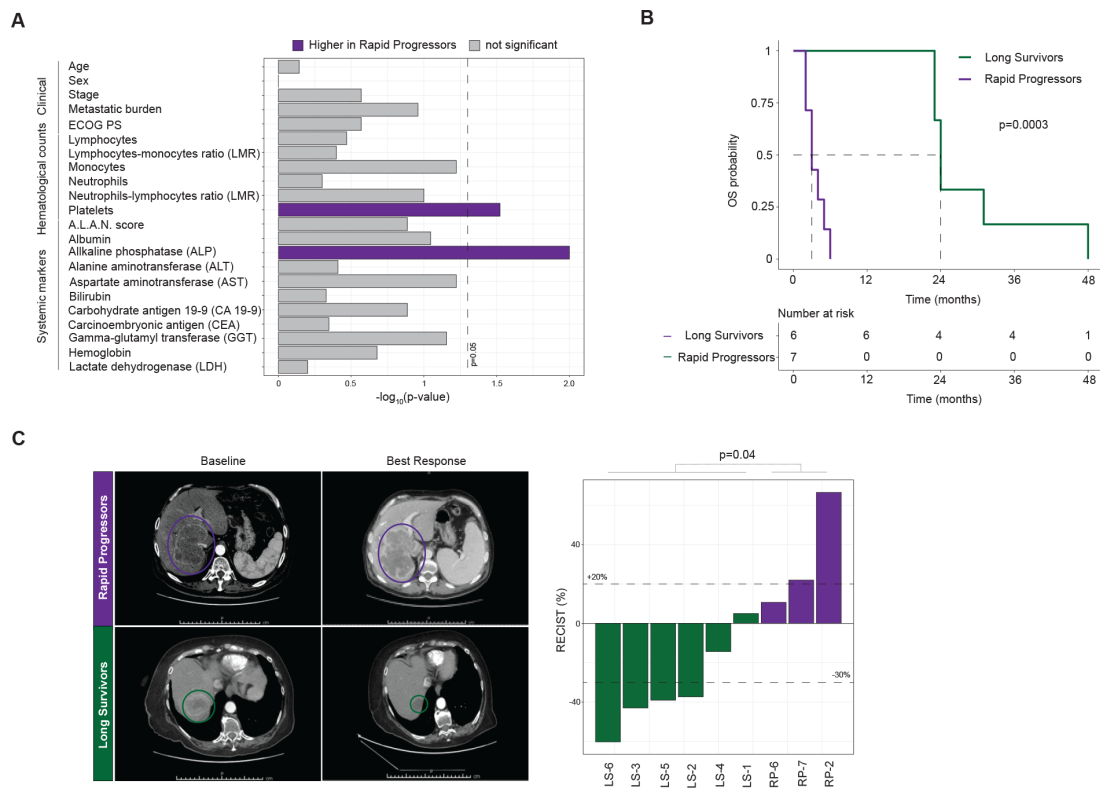 A
Higher in Rapid Progressors
not significant
Clinical
Hematological counts
Systemic markers
Age
Sex
Stage
Metastatic burden
ECOG PS
Lymphocytes
Lymphocytes-monocytes ratio (LMR)
Monocytes
Neutrophils
Neutrophils-lymphocytes ratio (LMR)
Platelets
A.L.A.N. score
Albumin
Allkaline phosphatase (ALP)
Alanine aminotransferase (ALT)
Aspartate aminotransferase (AST)
Bilirubin
Carbohydrate antigen 19-9 (CA 19-9)
Carcinoembryonic antigen (CEA)
Gamma-glutamyl transferase (GGT)
Hemoglobin
Lactate dehydrogenase (LDH)
p=0.05
0 0.5 1.0 1.5 2.0
-log10(p-value)
B
Long Survivors
Rapid Progressors
p=0.0003
OS probability
1
0.75
0.5
0.25
0
0 12 24 36 48
Time (months)
Number at risk
Long Survivors 6 6 4 4 1
Rapid Progressors 7 0 0 0 0
0 12 24 36 48
Time (months)
C
Baseline
Best Response
Rapid Progressors
Long Survivors
cm
cm
cm
cm
p=0.04
RECIST (%)
40
+20%
0
-30%
-40
LS-6 LS-3 LS-5 LS-2 LS-4 LS-1 RP-6 RP-7 RP-2